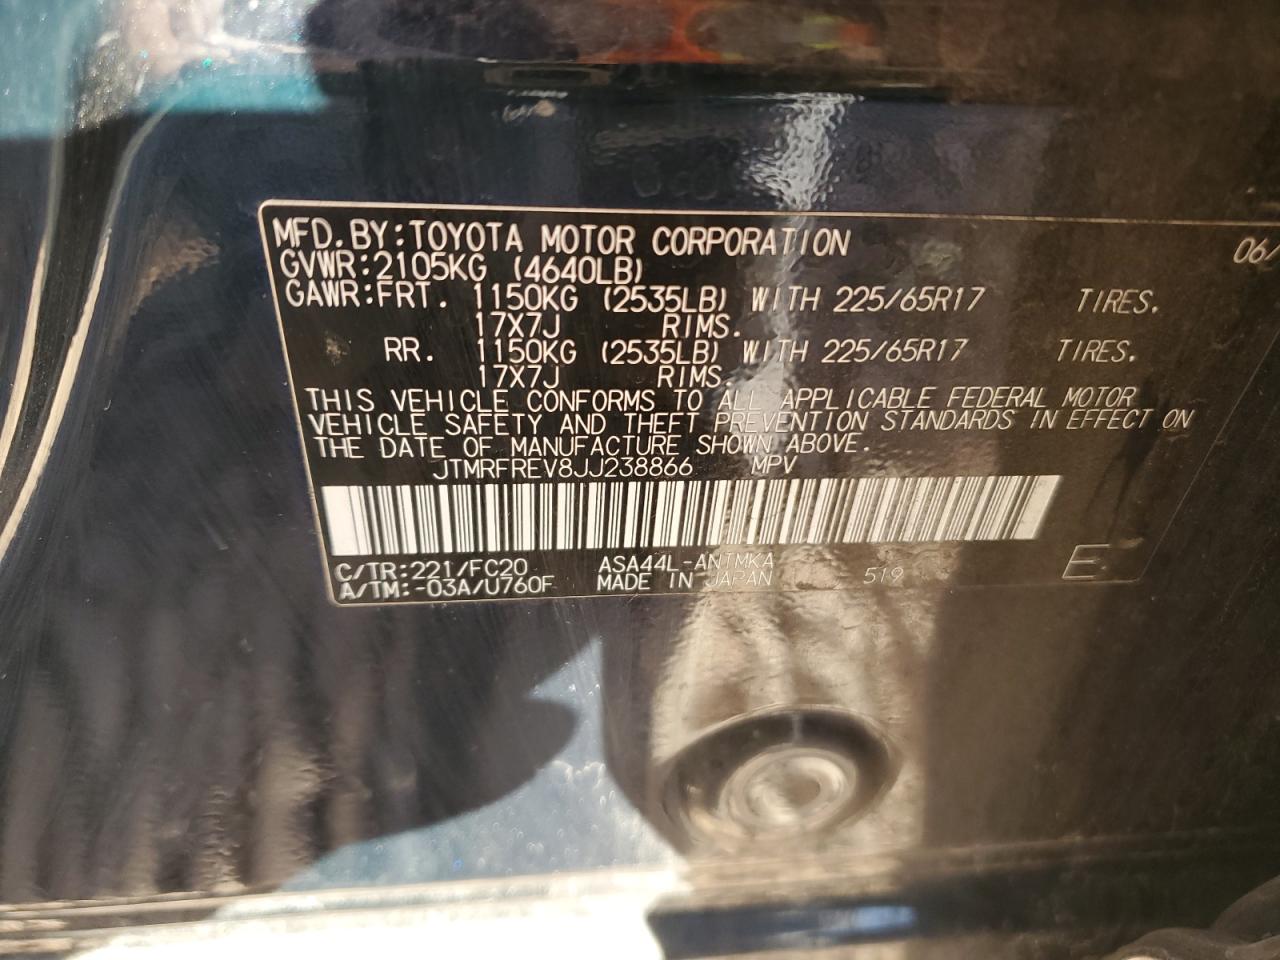 MFD.BY:TOYOTA MOTOR CORPORATION 06/
GVWR:2105KG (4640LB)
GAWR:FRT. 1150KG (2535LB) WITH 225/65R17 TIRES.
17X7J RIMS.
RR. 1150KG (2535LB) WITH 225/65R17 TIRES.
17X7J RIMS.
THIS VEHICLE CONFORMS TO ALL APPLICABLE FEDERAL MOTOR
VEHICLE SAFETY AND THEFT PREVENTION STANDARDS IN EFFECT ON
THE DATE OF MANUFACTURE SHOWN ABOVE.
JTMRFREV8JJ238866 MPV
C/TR:221/FC20 ASA44L-ANTMKA
A/TM:-03A/U760F MADE IN JAPAN 519 E